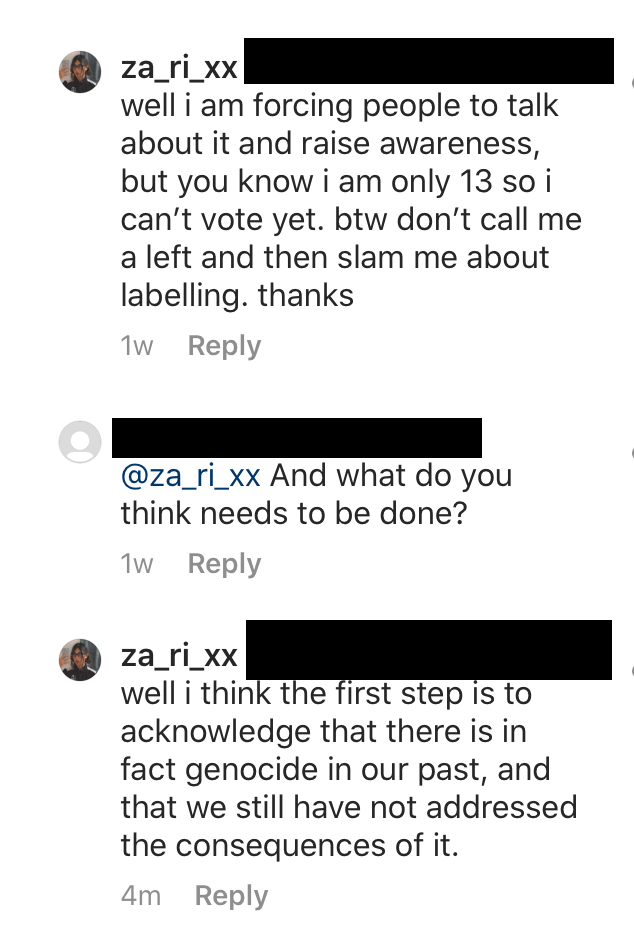 za_ri_xx
well i am forcing people to talk
about it and raise awareness,
but you know i am only 13 so i
can't vote yet. btw don't call me
a left and then slam me about
labelling. thanks
1w Reply
@za_ri_xx And what do you
think needs to be done?
1w Reply
za_ri_xx
well i think the first step is to
acknowledge that there is in
fact genocide in our past, and
that we still have not addressed
the consequences of it.
4m Reply